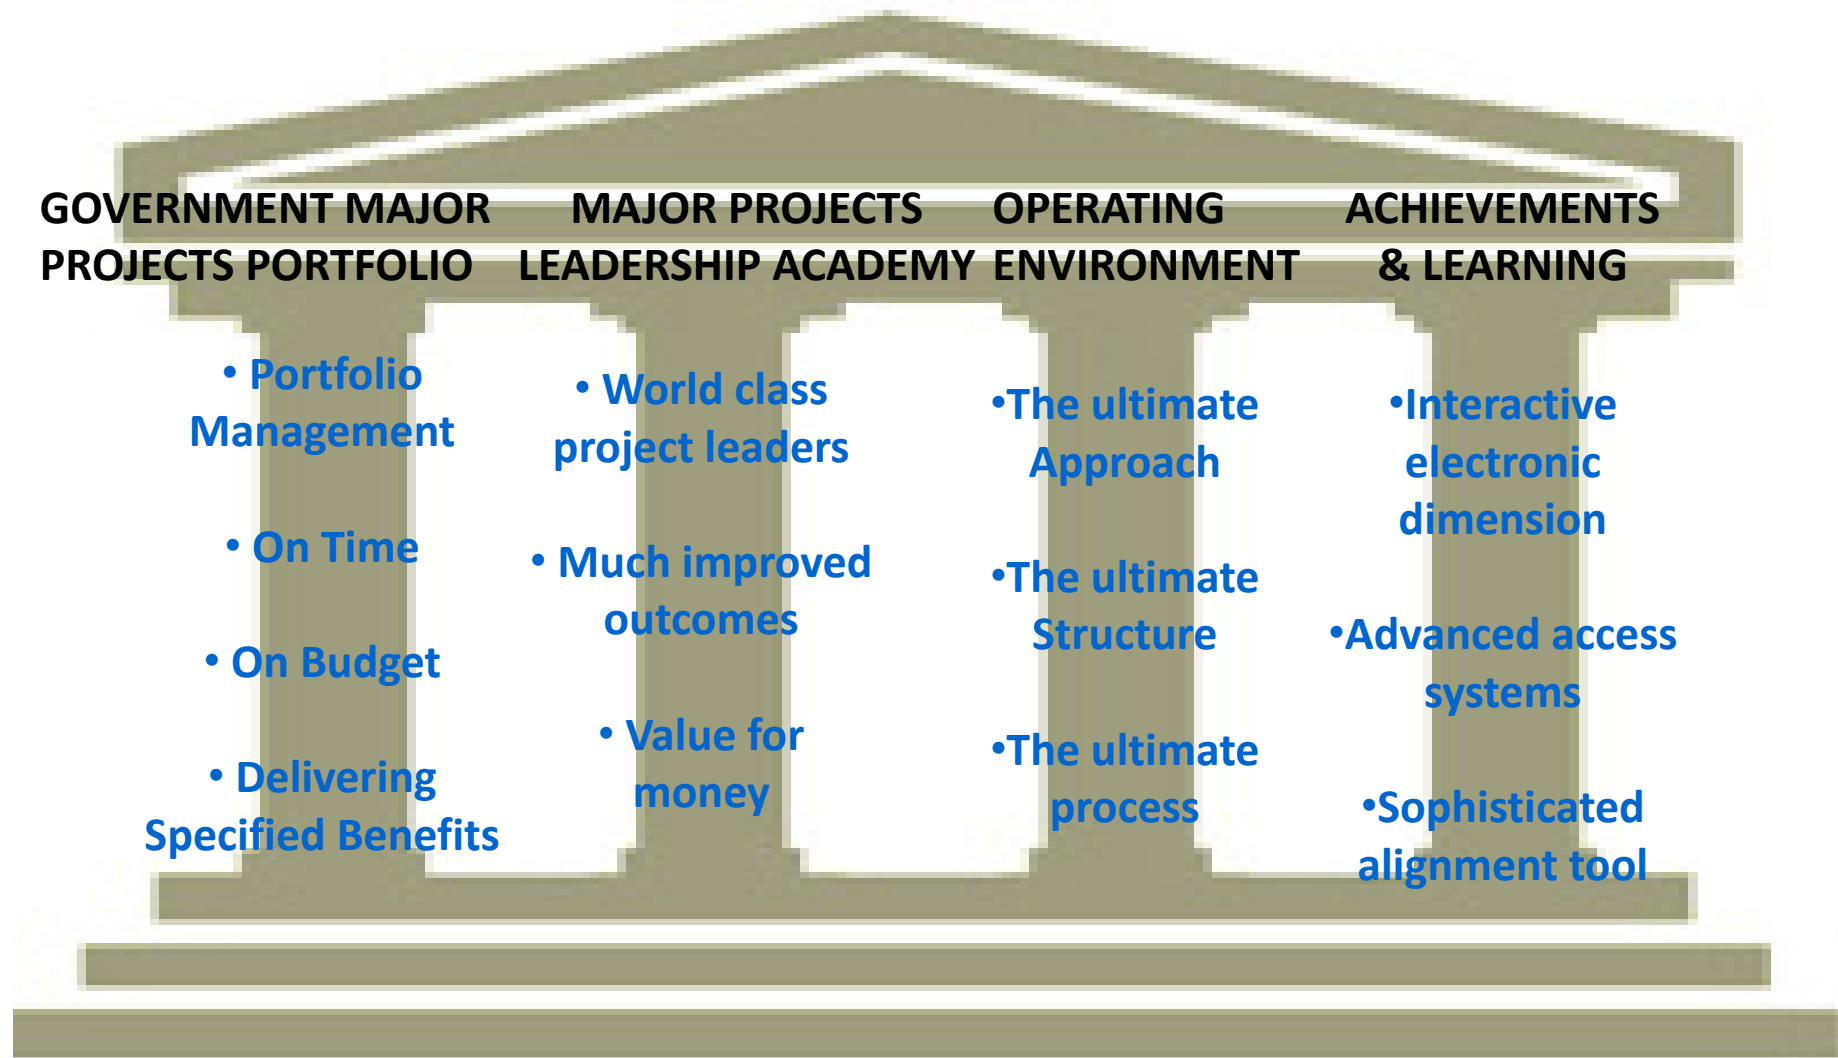 GOVERNMENT MAJOR
PROJECTS PORTFOLIO
• Portfolio
Management
• On Time
• On Budget
• Delivering
Specified Benefits
MAJOR PROJECTS
LEADERSHIP ACADEMY
• World class
project leaders
• Much improved
outcomes
• Value for
money
OPERATING
ENVIRONMENT
•The ultimate
Approach
•The ultimate
Structure
•The ultimate
process
ACHIEVEMENTS
& LEARNING
•Interactive
electronic
dimension
•Advanced access
systems
•Sophisticated
alignment tool